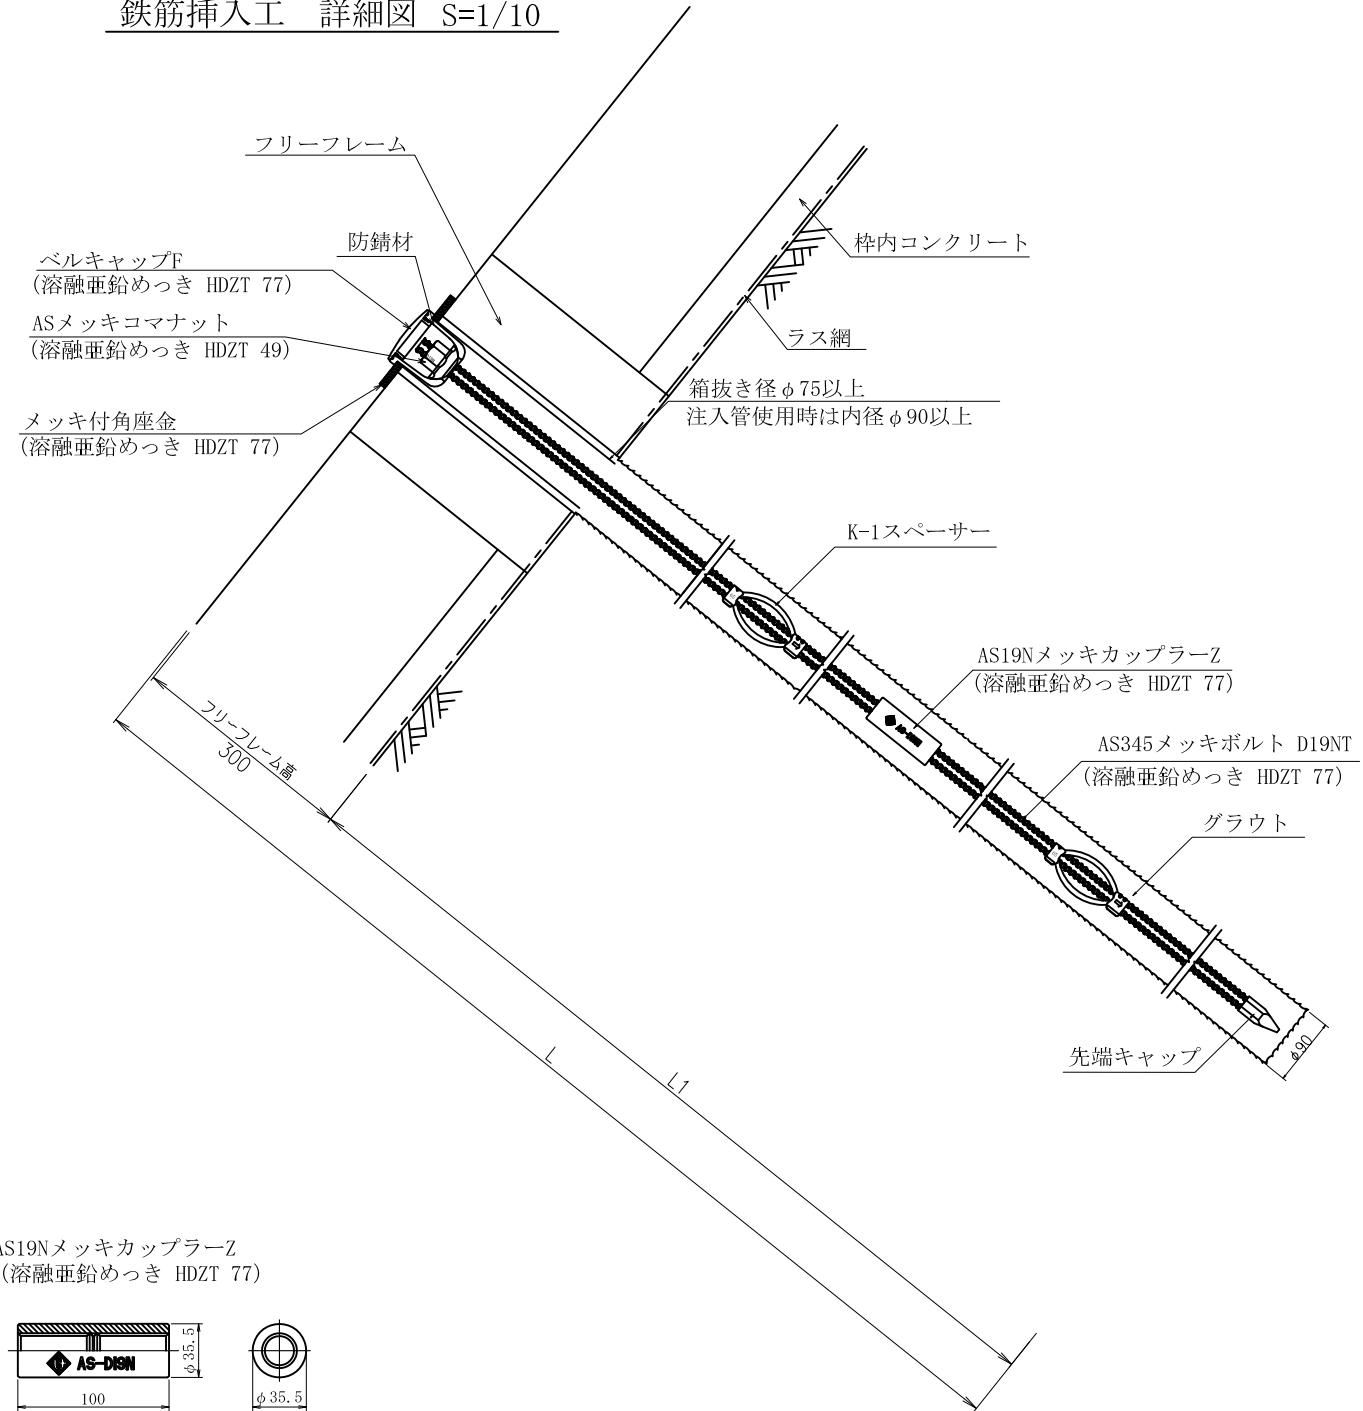 鉄筋挿入工　詳細図 S=1/10
フリーフレーム
防錆材
枠内コンクリート
ベルキャップF
(溶融亜鉛めっき HDZT 77)
ASメッキコマナット
(溶融亜鉛めっき HDZT 49)
ラス網
箱抜き径φ75以上
注入管使用時は内径φ90以上
メッキ付角座金
(溶融亜鉛めっき HDZT 77)
K-1スペーサー
AS19NメッキカップラーZ
(溶融亜鉛めっき HDZT 77)
AS345メッキボルト D19NT
(溶融亜鉛めっき HDZT 77)
フリーフレーム高
300
グラウト
先端キャップ
φ90
L
L1
AS19NメッキカップラーZ
(溶融亜鉛めっき HDZT 77)
AS-D19N
φ35.5
100
φ35.5